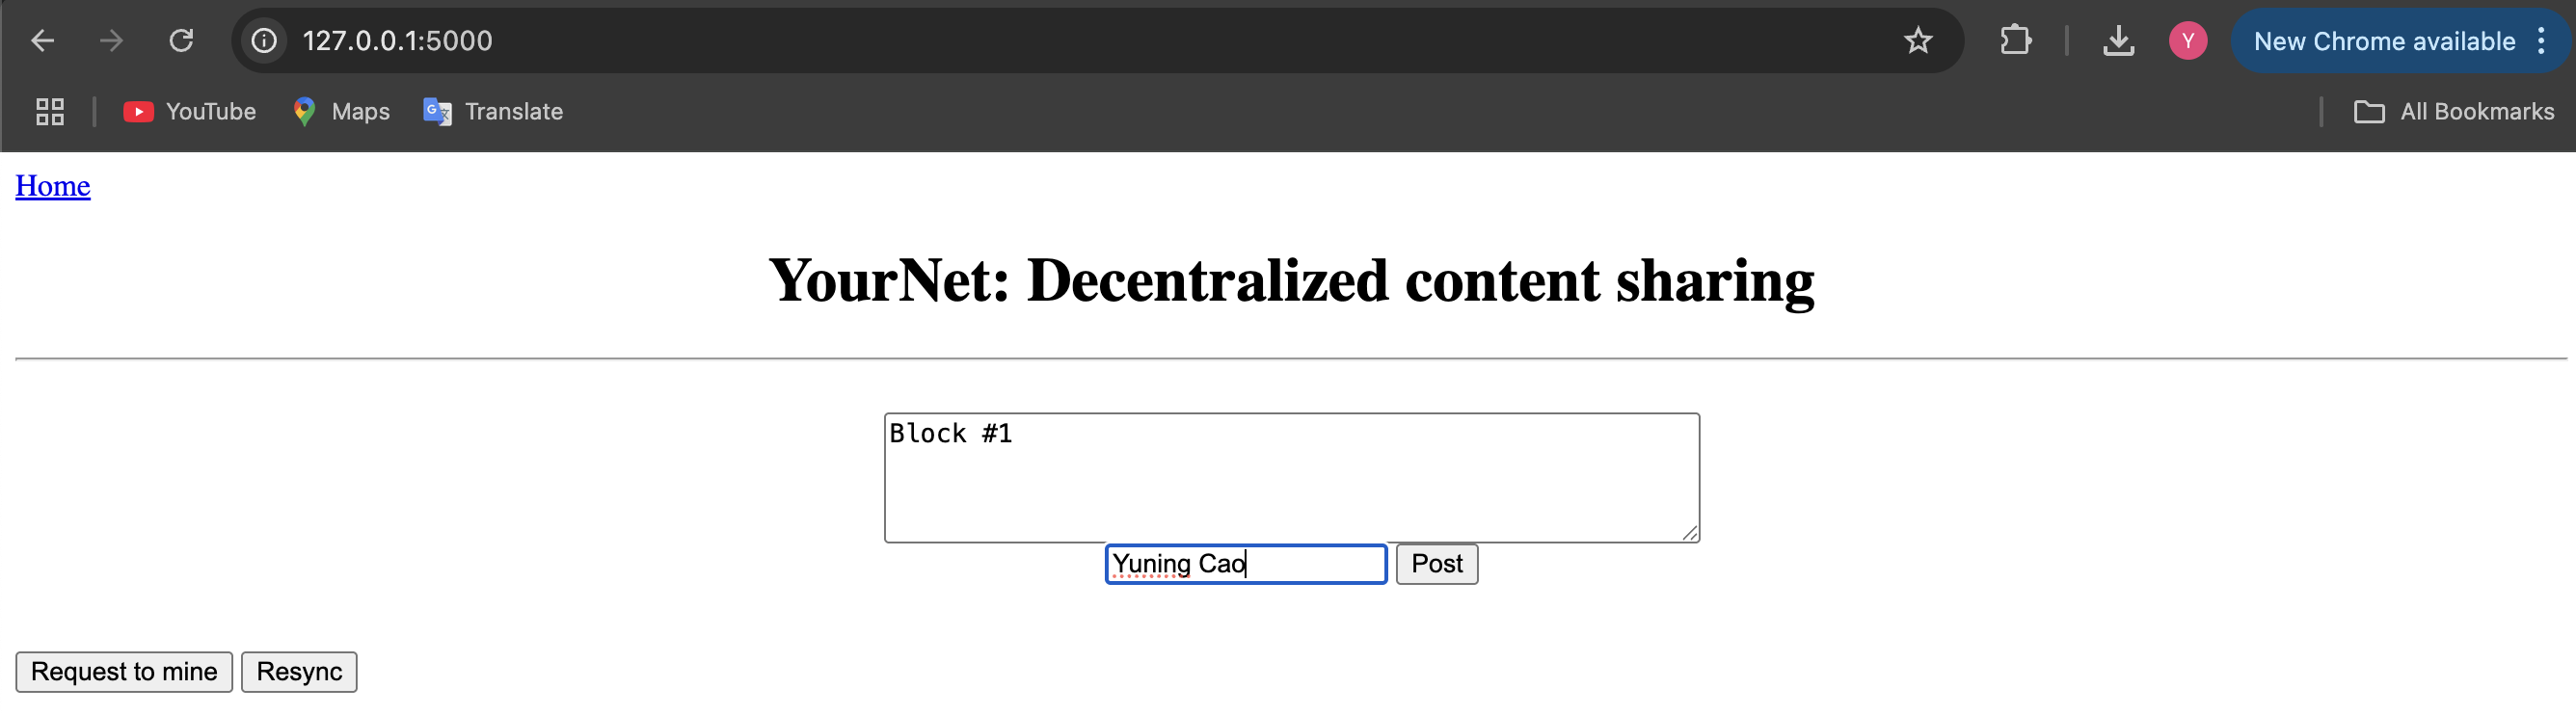 127.0.0.1:5000
Y
New Chrome available
YouTube Maps Translate All Bookmarks
Home
YourNet: Decentralized content sharing
Block #1
Yuning Cao Post
Request to mine Resync